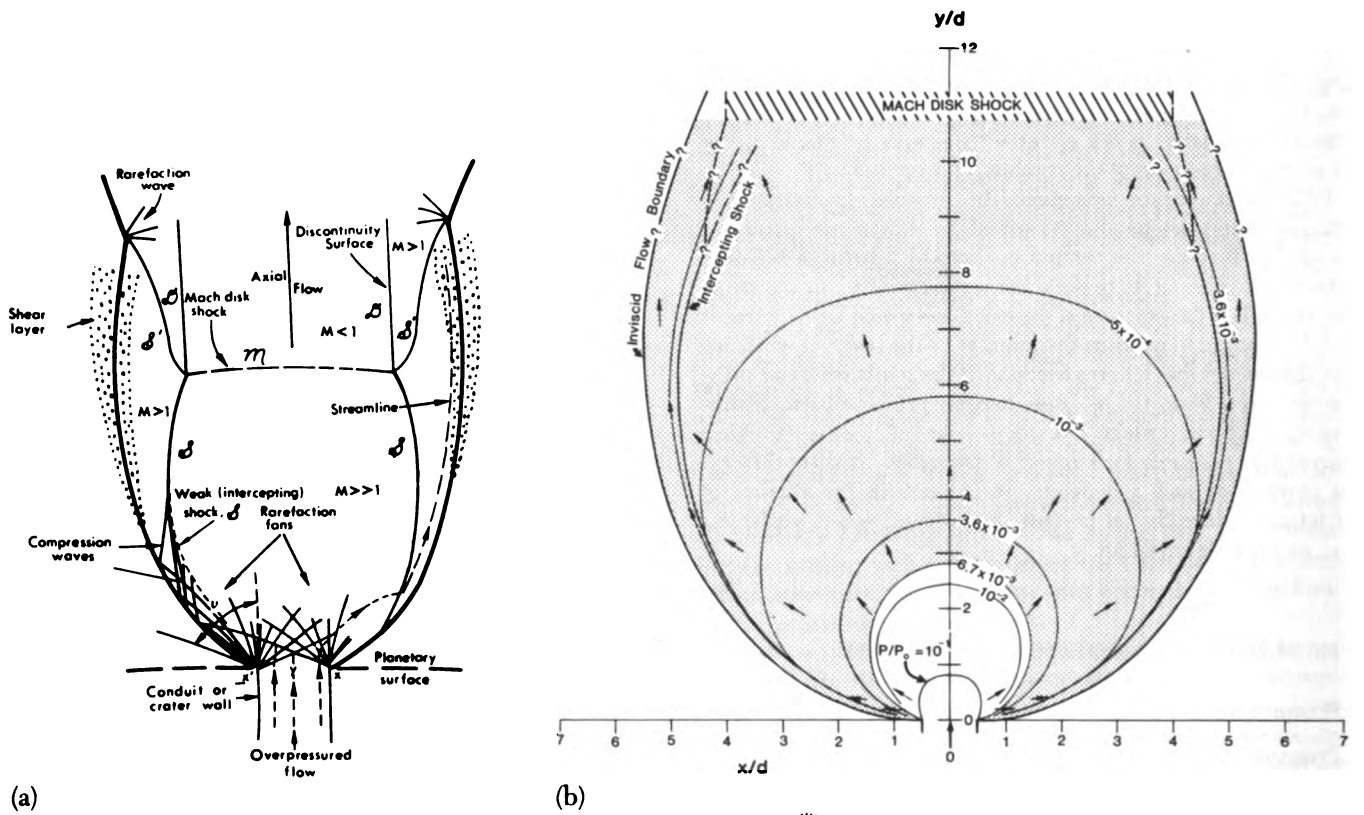 Rarefaction
wave
Discontinuity
Surface
M>1
Axial
Flow
Mach disk
shock
M<1
Shear
layer
𝒮'
𝒮'
ℳ
M>1
Streamline
𝒮
𝒮
M>>1
Weak (intercepting)
shock, 𝒮
Rarefaction
fans
Compression
waves
x'
x
Planetary
surface
Conduit or
crater wall
Overpressured
flow
(a)
y/d
12
MACH DISK SHOCK
10
8
6
4
2
0
Inviscid Flow ? Boundary ? ?
Intercepting Shock
? ? ? ?
? ? ? ? ?
3.6x10⁻³
5x10⁻⁴
10⁻³
3.6x10⁻³
6.7x10⁻³
10⁻²
P/Pₒ = 10⁻¹
7 6 5 4 3 2 1 0 1 2 3 4 5 6 7
x/d
(b)